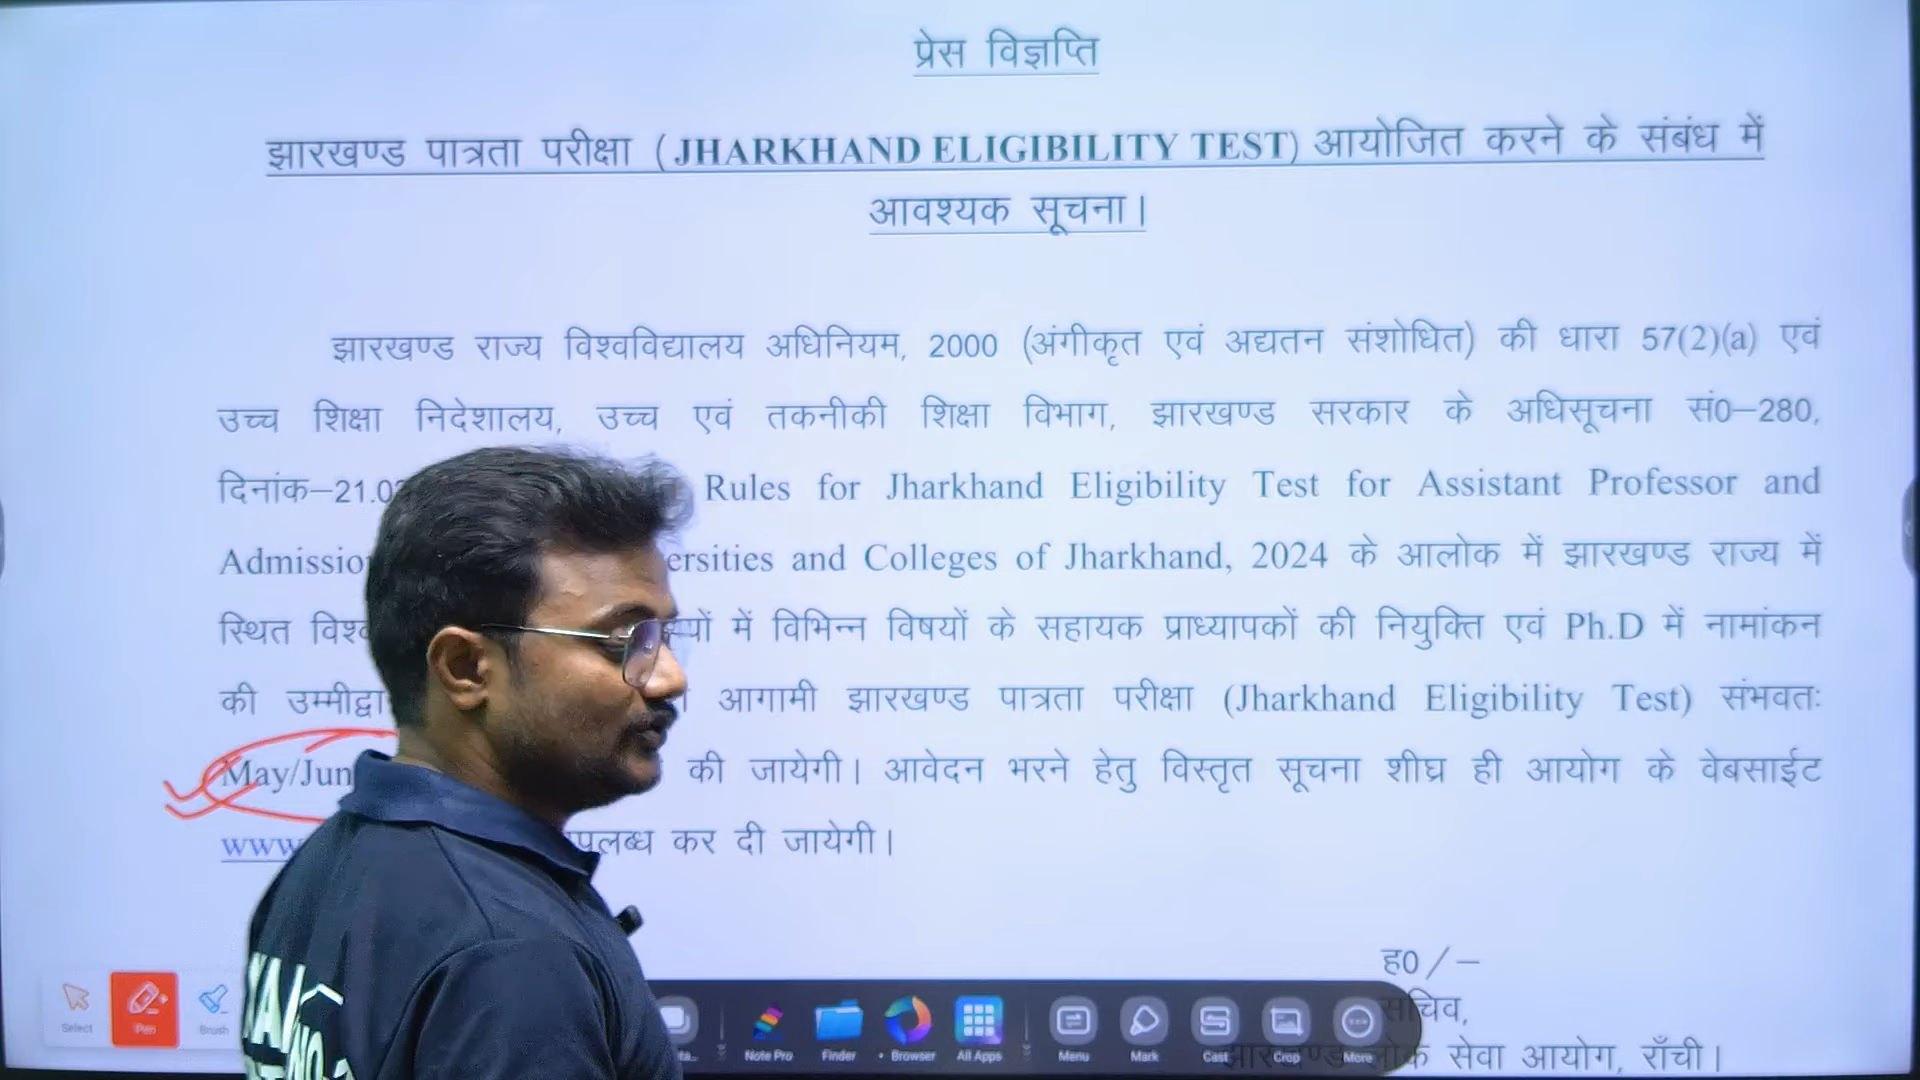 प्रेस विज्ञप्ति
झारखण्ड पात्रता परीक्षा (JHARKHAND ELIGIBILITY TEST) आयोजित करने के संबंध में
आवश्यक सूचना।
झारखण्ड राज्य विश्वविद्यालय अधिनियम, 2000 (अंगीकृत एवं अद्यतन संशोधित) की धारा 57(2)(a) एवं
उच्च शिक्षा निदेशालय, उच्च एवं तकनीकी शिक्षा विभाग, झारखण्ड सरकार के अधिसूचना सं0–280,
दिनांक–21.0 Rules for Jharkhand Eligibility Test for Assistant Professor and
and Colleges of Jharkhand, 2024 के आलोक में झारखण्ड राज्य में
स्थित में विभिन्न विषयों के सहायक प्राध्यापकों की नियुक्ति एवं Ph.D में नामांकन
की आगामी झारखण्ड पात्रता परीक्षा (Jharkhand Eligibility Test) संभवतः
May/Jun की जायेगी। आवेदन भरने हेतु विस्तृत सूचना शीघ्र ही आयोग के वेबसाईट
www कर दी जायेगी।
ह0/–
सचिव,
झारखण्ड लोक सेवा आयोग, राँची।
Select
Pen
Brush
Note Pro
Finder
Browser
All Apps
Menu
Mark
Cast
Crop
More